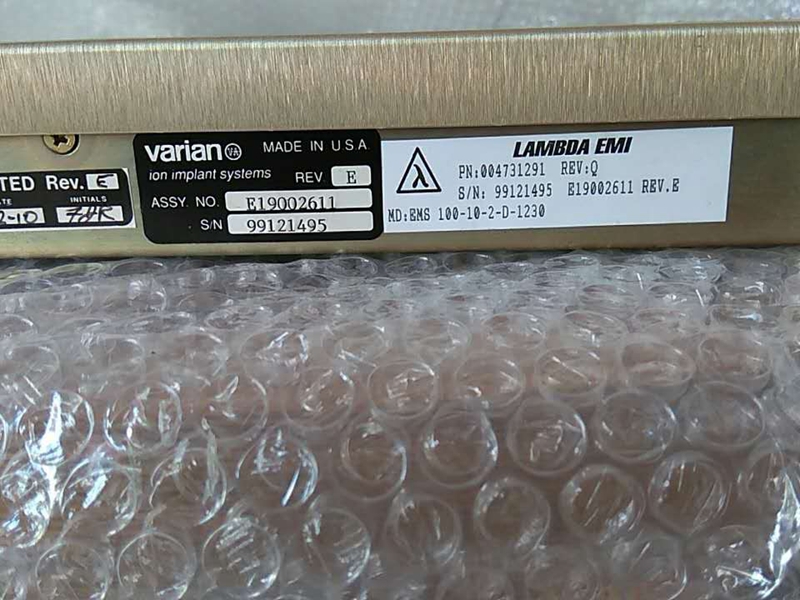 TED Rev. E
INITIALS
varian VA MADE IN U.S.A.
ion implant systems REV. E
ASSY. NO. E19002611
S/N 99121495
LAMBDA EMI
λ
PN:004731291 REV:Q
S/N: 99121495 E19002611 REV.E
MD:EMS 100-10-2-D-1230